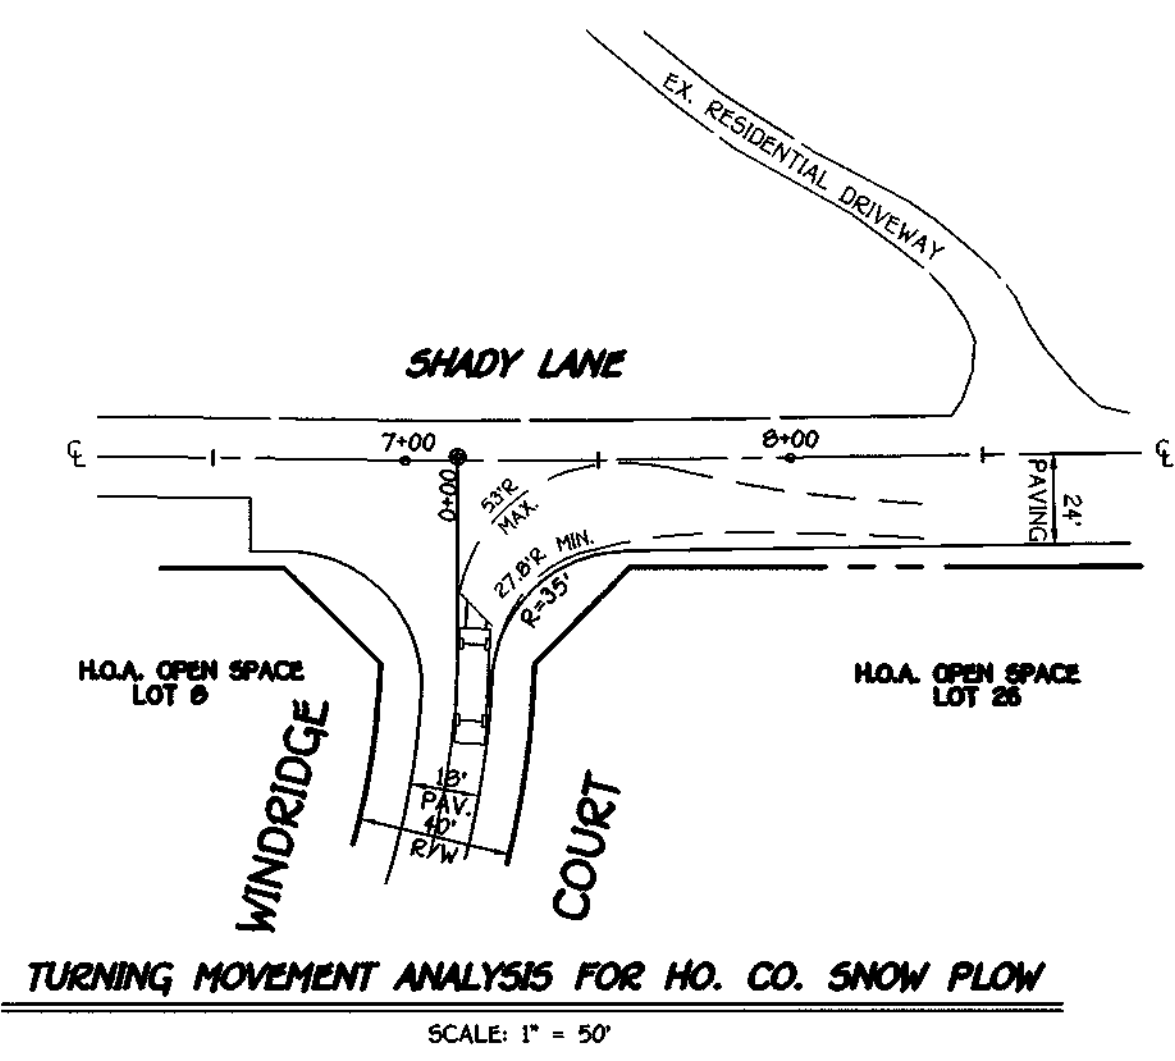 EX. RESIDENTIAL DRIVEWAY
SHADY LANE
℄
7+00
8+00
℄
0+00
53'R
MAX.
24'
PAVING
27.8'R MIN.
R=35'
H.O.A. OPEN SPACE
LOT 8
H.O.A. OPEN SPACE
LOT 26
WINDRIDGE
COURT
18'
PAV.
40'
R/W
TURNING MOVEMENT ANALYSIS FOR HO. CO. SNOW PLOW
SCALE: 1" = 50'